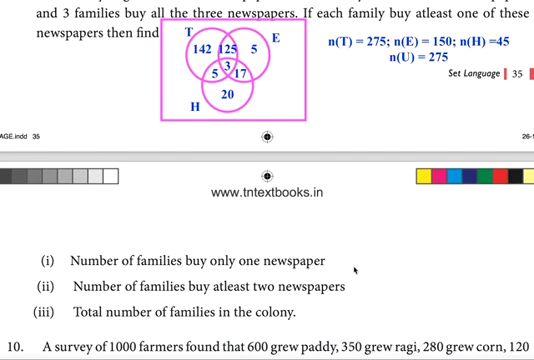 and 3 families buy all the three newspapers. If each family buy atleast one of these
newspapers then find
T
E
142 125 5
3
5 17
20
H
n(T) = 275; n(E) = 150; n(H) =45
n(U) = 275
Set Language 35
AGE.indd 35
26-1
www.tntextbooks.in
(i) Number of families buy only one newspaper
(ii) Number of families buy atleast two newspapers
(iii) Total number of families in the colony.
10. A survey of 1000 farmers found that 600 grew paddy, 350 grew ragi, 280 grew corn, 120